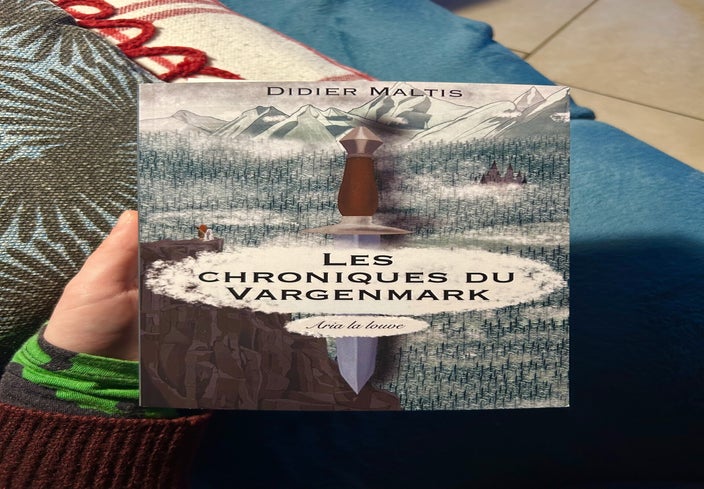 DIDIER MALTIS
LES
CHRONIQUES DU
VARGENMARK
Aria la louve